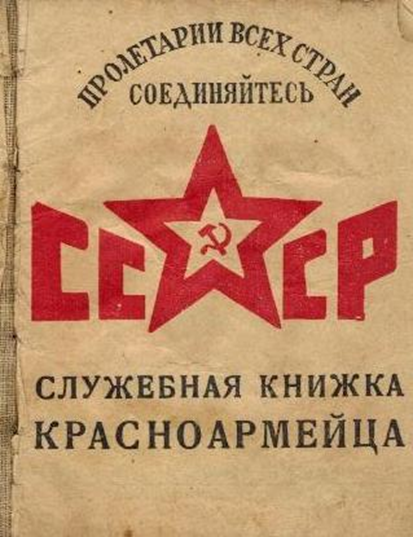 ПРОЛЕТАРИИ ВСЕХ СТРАН
СОЕДИНЯЙТЕСЬ
СССР
СЛУЖЕБНАЯ КНИЖКА
КРАСНОАРМЕЙЦА